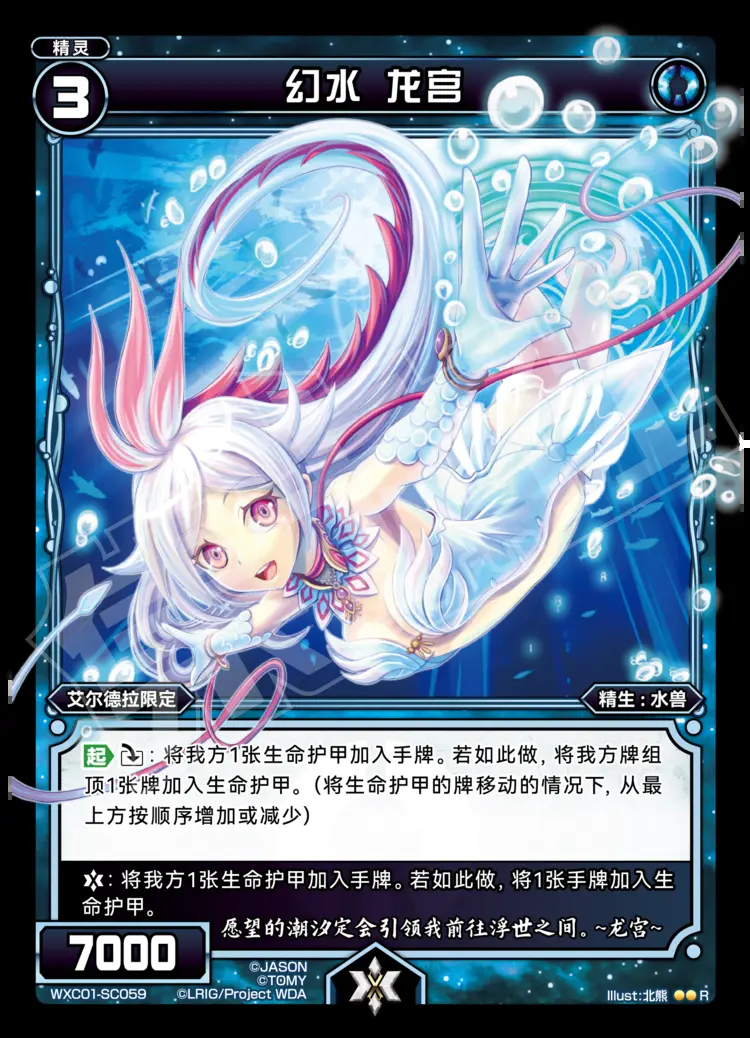 精灵
3
幻水 龙宫
艾尔德拉限定
精生:水兽
起 : 将我方1张生命护甲加入手牌。若如此做, 将我方牌组
顶1张牌加入生命护甲。(将生命护甲的牌移动的情况下, 从最
上方按顺序增加或减少)
: 将我方1张生命护甲加入手牌。若如此做, 将1张手牌加入生
命护甲。
愿望的潮汐定会引领我前往浮世之间。~龙宫~
7000
©JASON
©TOMY
WXC01-SC059 ©LRIG/Project WDA
Illust:北熊 R